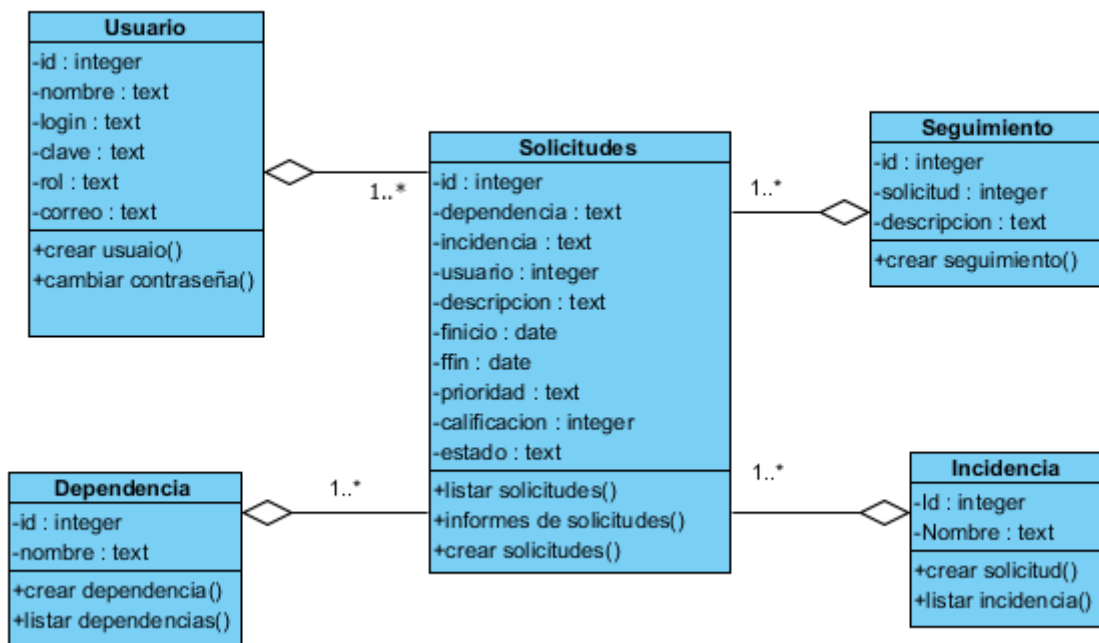 Usuario
-id : integer
-nombre : text
-login : text
-clave : text
-rol : text
-correo : text
+crear usuaio()
+cambiar contraseña()
1..*
Solicitudes
-id : integer
-dependencia : text
-incidencia : text
-usuario : integer
-descripcion : text
-finicio : date
-ffin : date
-prioridad : text
-calificacion : integer
-estado : text
+listar solicitudes()
+informes de solicitudes()
+crear solicitudes()
1..*
Seguimiento
-id : integer
-solicitud : integer
-descripcion : text
+crear seguimiento()
Dependencia
-id : integer
-nombre : text
+crear dependencia()
+listar dependencias()
1..*
1..*
Incidencia
-Id : integer
-Nombre : text
+crear solicitud()
+listar incidencia()